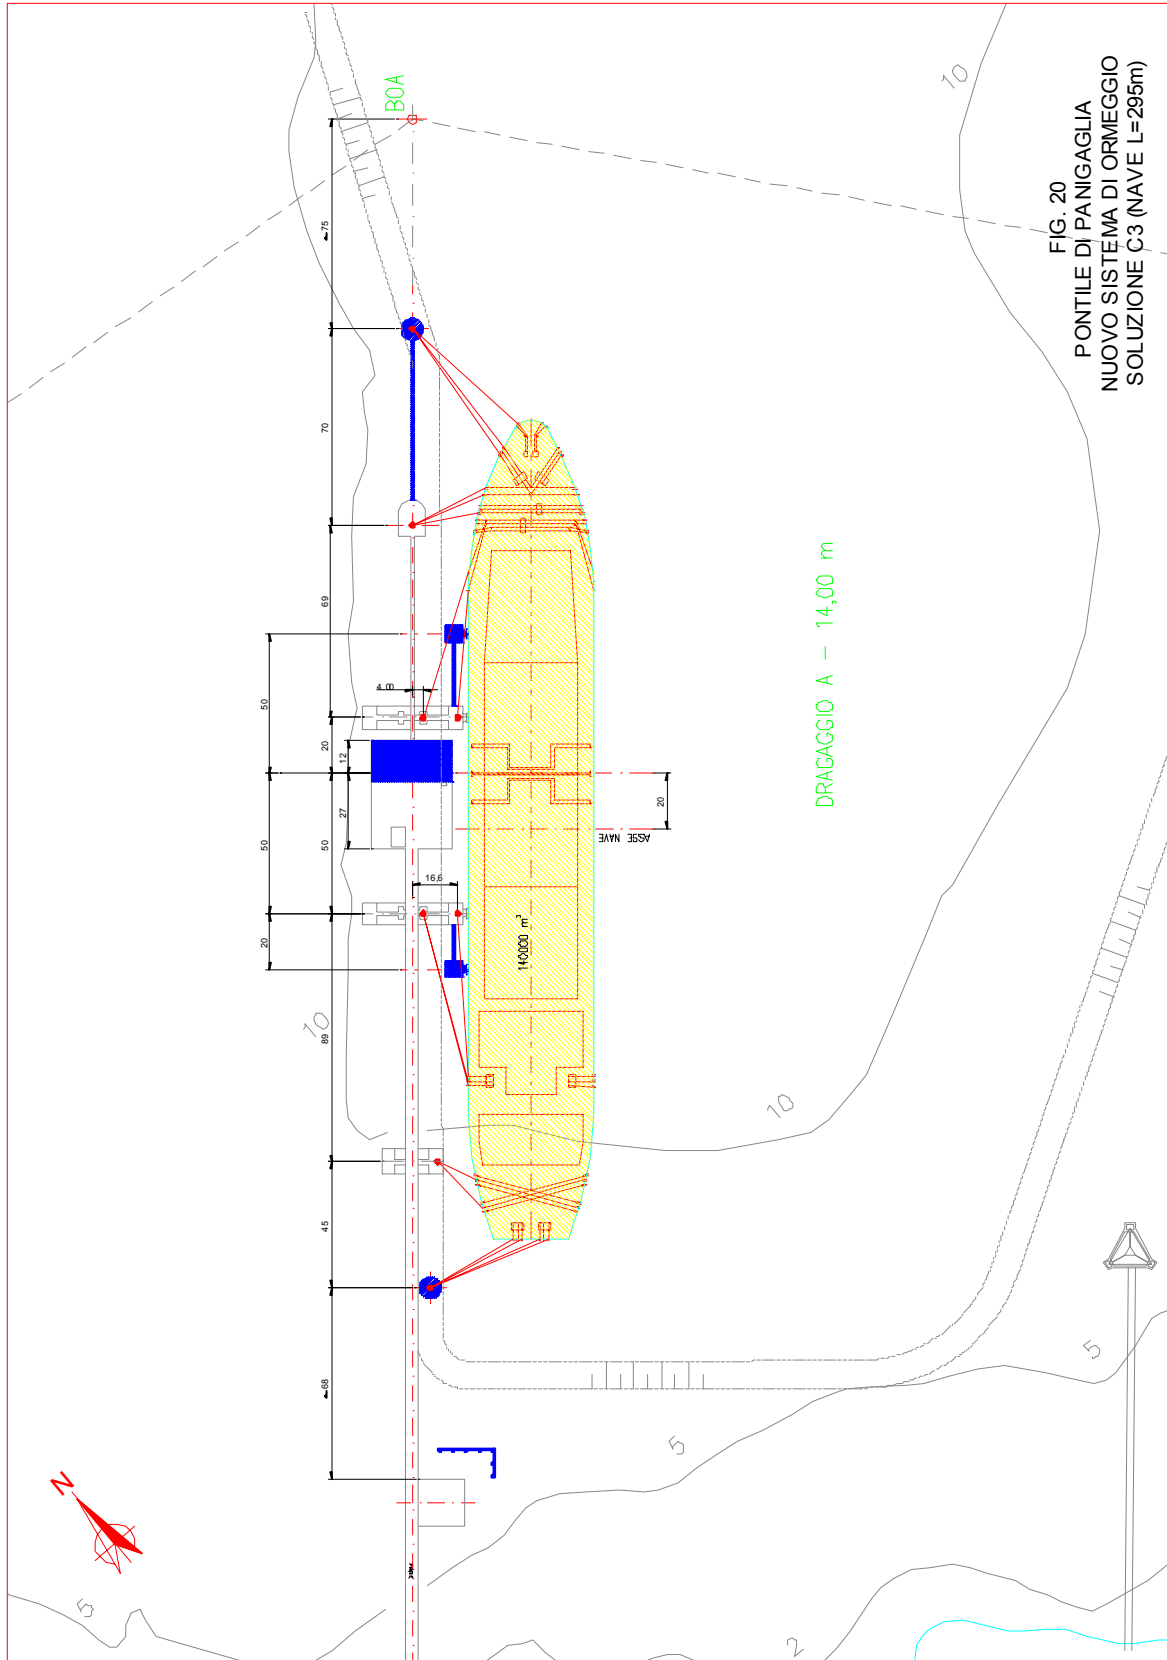 FIG. 20
PONTILE DI PANIGAGLIA
NUOVO SISTEMA DI ORMEGGIO
SOLUZIONE C3 (NAVE L=295m)
BOA
10
75
70
69
50
4.00
20
12
27
50
50
20
ASSE NAVE
16,6
20
140000 m³
DRAGAGGIO A - 14,00 m
10
89
10
45
68
5
5
N
5
2